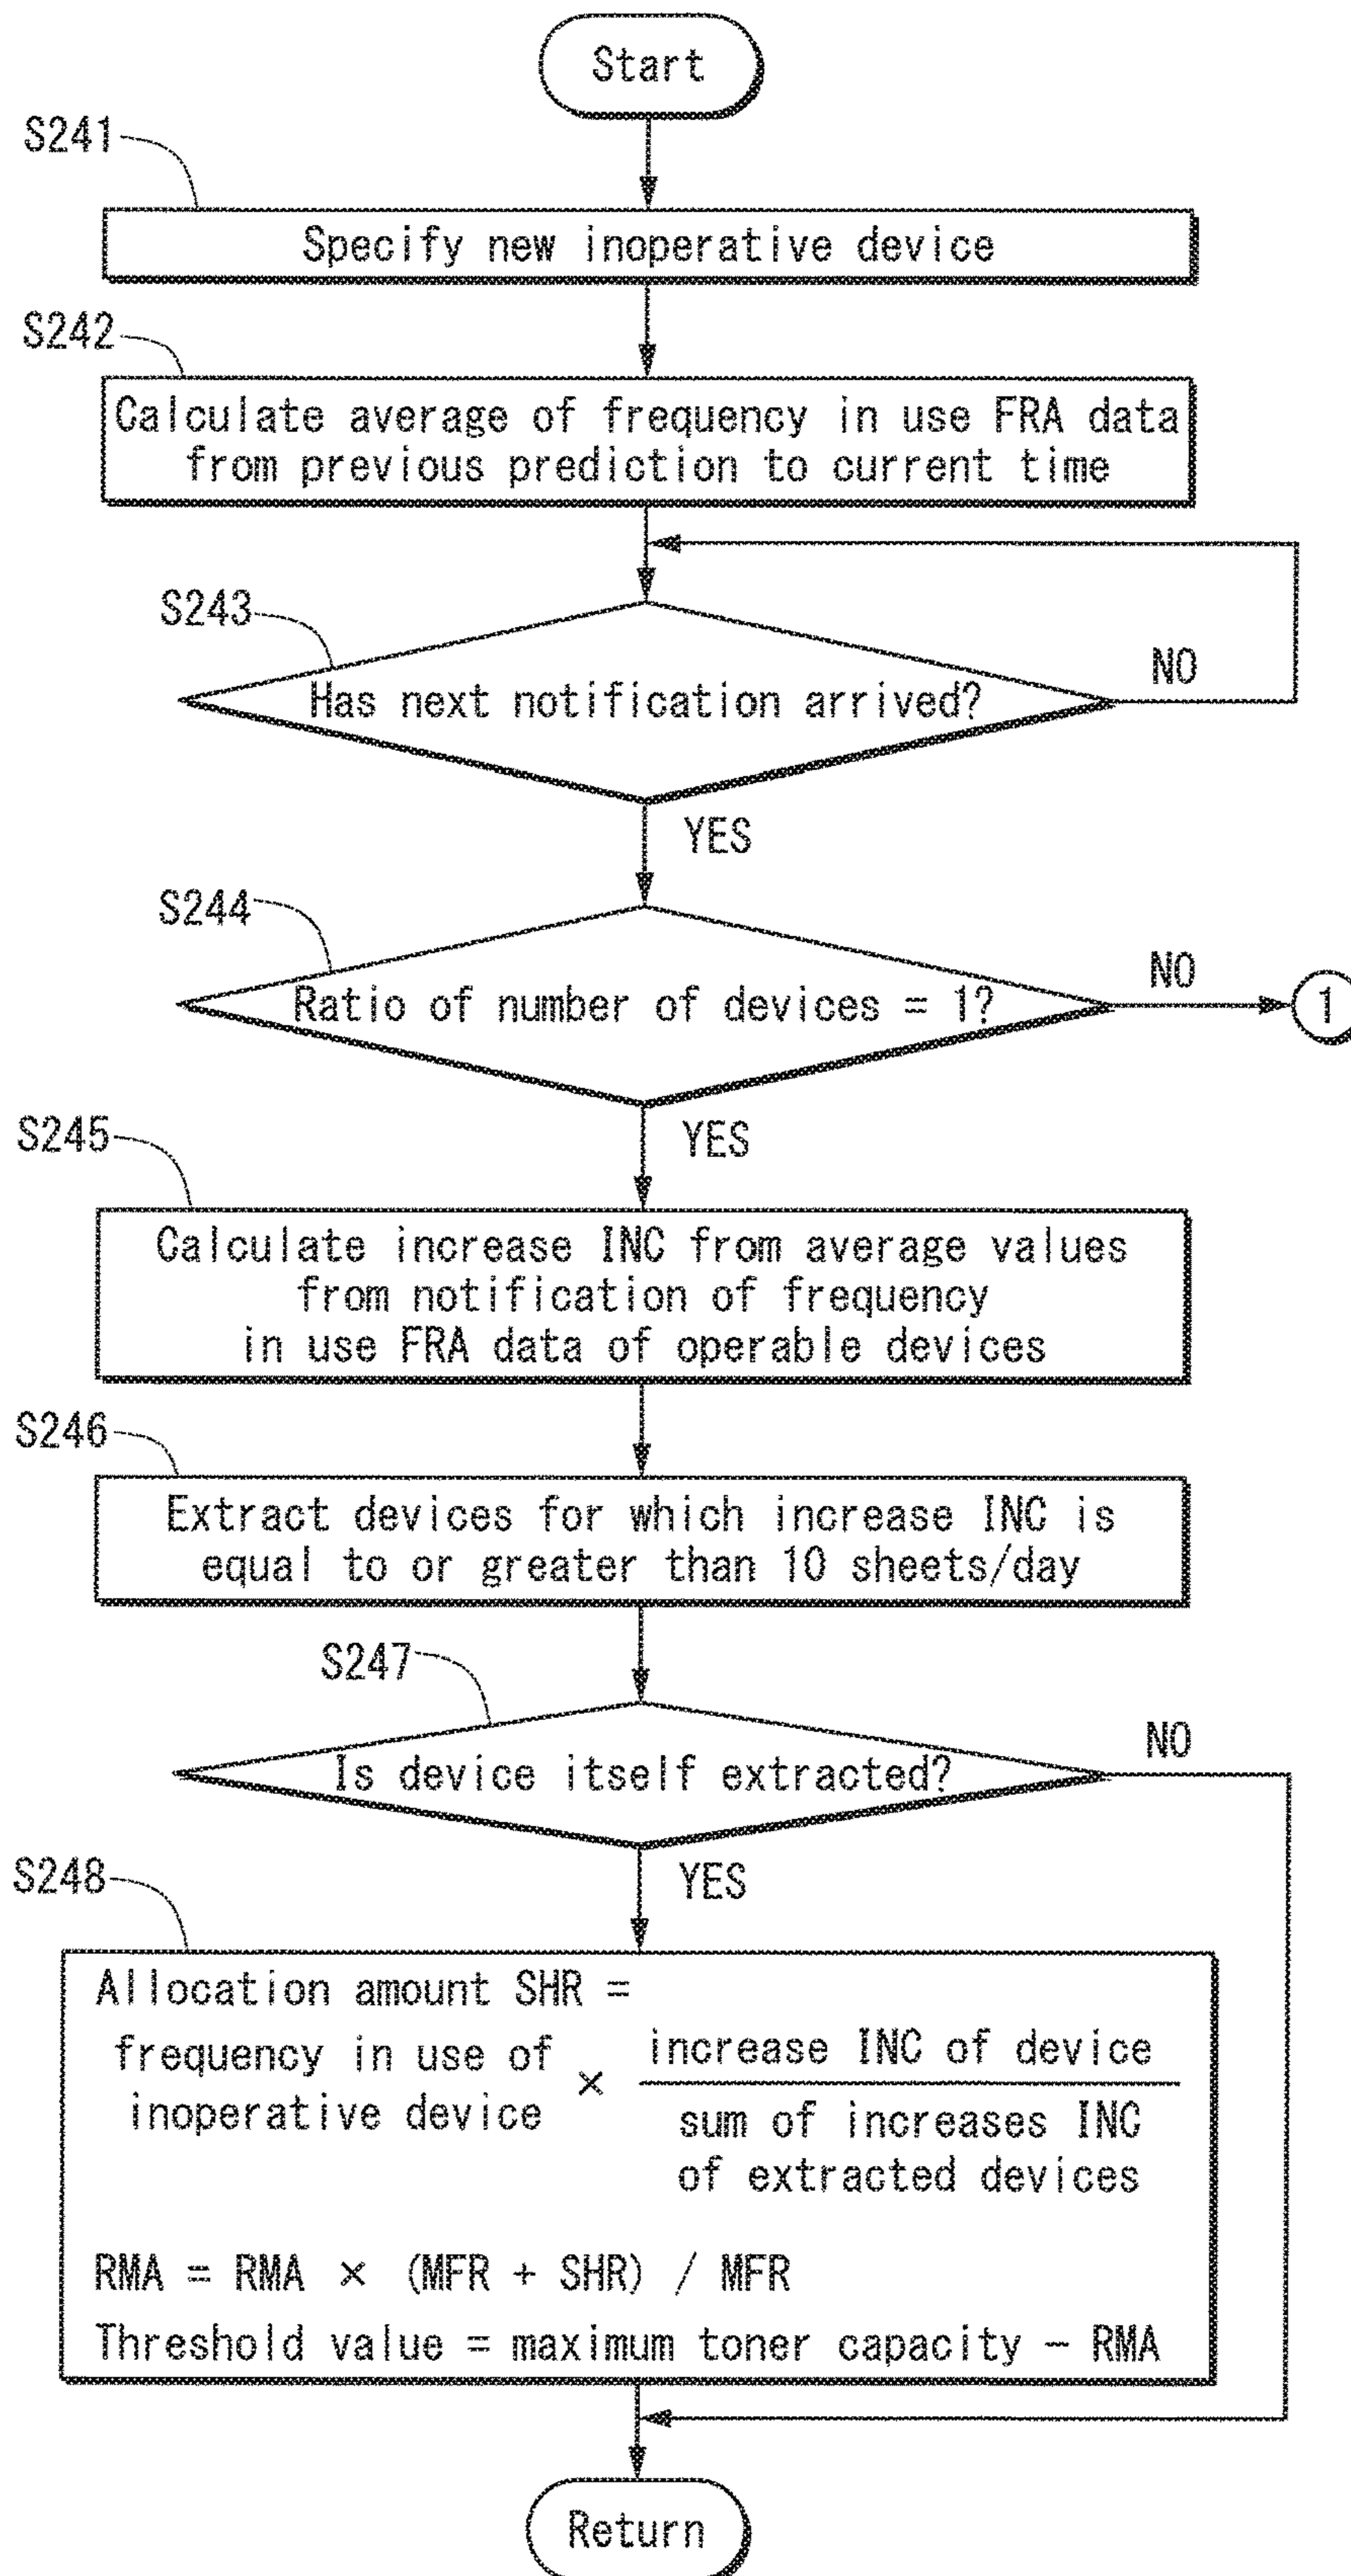 Start
S241
Specify new inoperative device
S242
Calculate average of frequency in use FRA data
from previous prediction to current time
S243
Has next notification arrived?
NO
YES
S244
Ratio of number of devices = 1?
NO
1
YES
S245
Calculate increase INC from average values
from notification of frequency
in use FRA data of operable devices
S246
Extract devices for which increase INC is
equal to or greater than 10 sheets/day
S247
Is device itself extracted?
NO
YES
S248
Allocation amount SHR =
frequency in use of
inoperative device
×
increase INC of device
sum of increases INC
of extracted devices
RMA = RMA × (MFR + SHR) / MFR
Threshold value = maximum toner capacity − RMA
Return